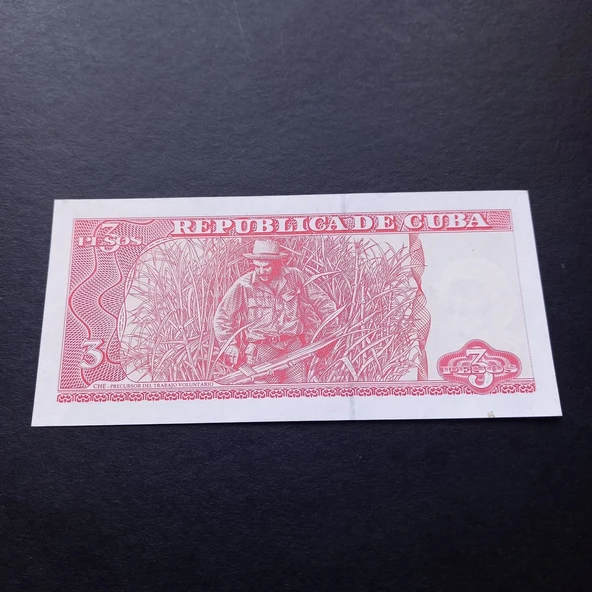 REPUBLICA DE CUBA
3
PESOS
3
CHE - PRECURSOR DEL TRABAJO VOLUNTARIO
3
PESOS